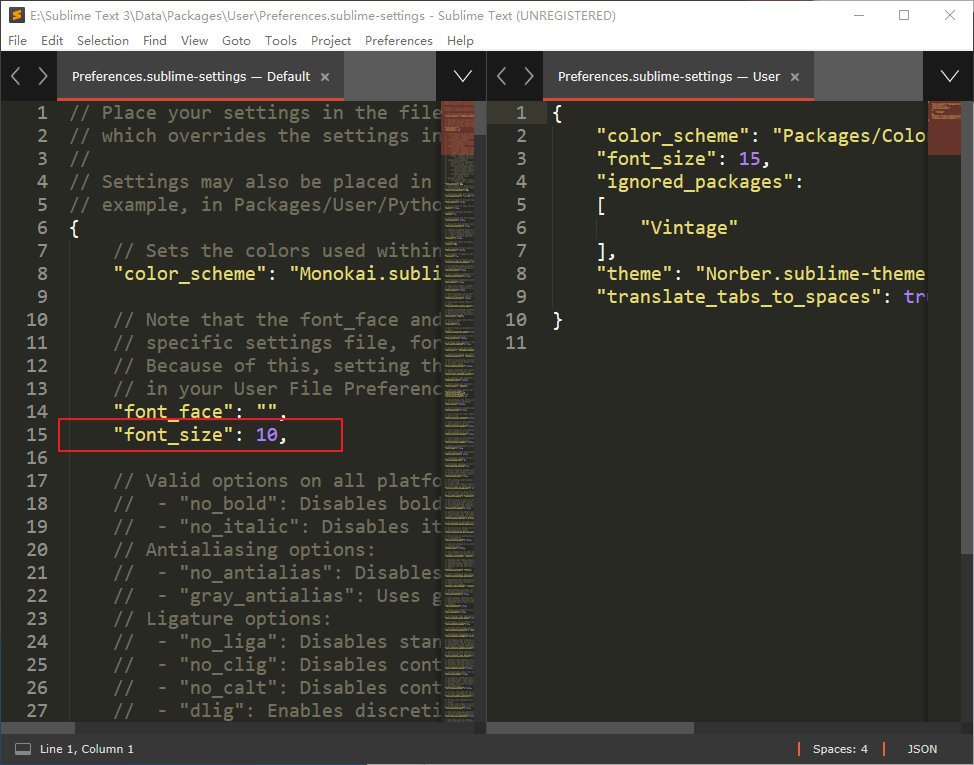 E:\Sublime Text 3\Data\Packages\User\Preferences.sublime-settings - Sublime Text (UNREGISTERED)
File Edit Selection Find View Goto Tools Project Preferences Help
Preferences.sublime-settings — Default
1 // Place your settings in the file
2 // which overrides the settings in
3 //
4 // Settings may also be placed in
5 // example, in Packages/User/Pytho
6 {
7 // Sets the colors used within
8 "color_scheme": "Monokai.subli
9
10 // Note that the font_face and
11 // specific settings file, for
12 // Because of this, setting th
13 // in your User File Preferenc
14 "font_face": "",
15 "font_size": 10,
16
17 // Valid options on all platfo
18 // - "no_bold": Disables bold
19 // - "no_italic": Disables it
20 // Antialiasing options:
21 // - "no_antialias": Disables
22 // - "gray_antialias": Uses g
23 // Ligature options:
24 // - "no_liga": Disables stan
25 // - "no_clig": Disables cont
26 // - "no_calt": Disables cont
27 // - "dlig": Enables discreti
Preferences.sublime-settings — User
1 {
2 "color_scheme": "Packages/Colo
3 "font_size": 15,
4 "ignored_packages":
5 [
6 "Vintage"
7 ],
8 "theme": "Norber.sublime-theme
9 "translate_tabs_to_spaces": tru
10 }
11
Line 1, Column 1
Spaces: 4
JSON